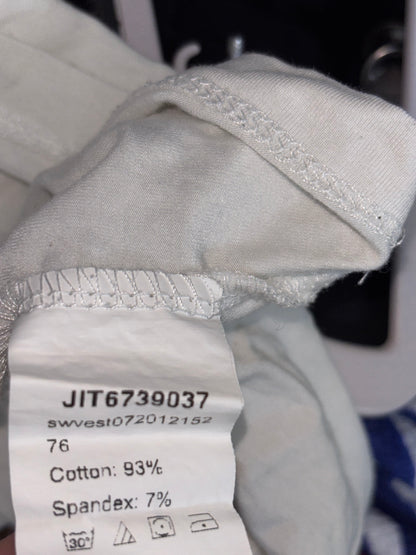 JIT6739037
swvest072012152
76
Cotton: 93%
Spandex: 7%
30°